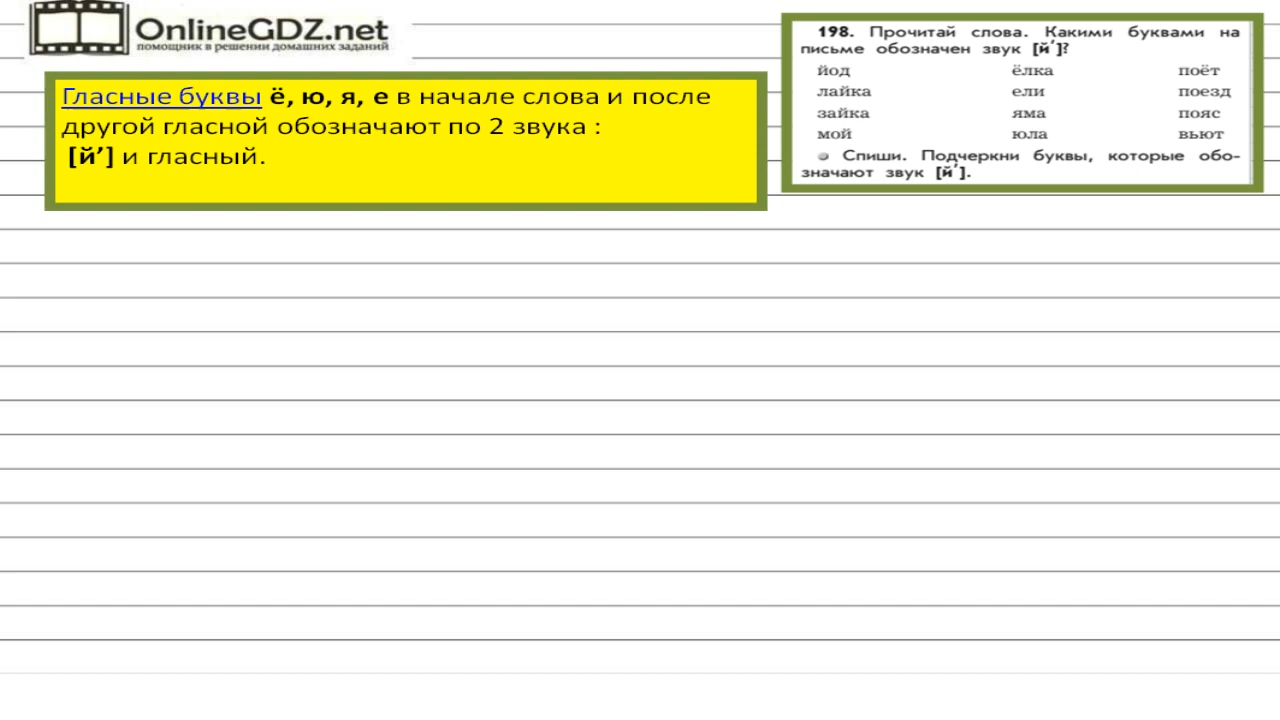 OnlineGDZ.net
помощник в решении домашних заданий
Гласные буквы ё, ю, я, е в начале слова и после
другой гласной обозначают по 2 звука :
[й’] и гласный.
198. Прочитай слова. Какими буквами на
письме обозначен звук [й′]?
йод ёлка поёт
лайка ели поезд
зайка яма пояс
мой юла вьют
Спиши. Подчеркни буквы, которые обо-
значают звук [й′].